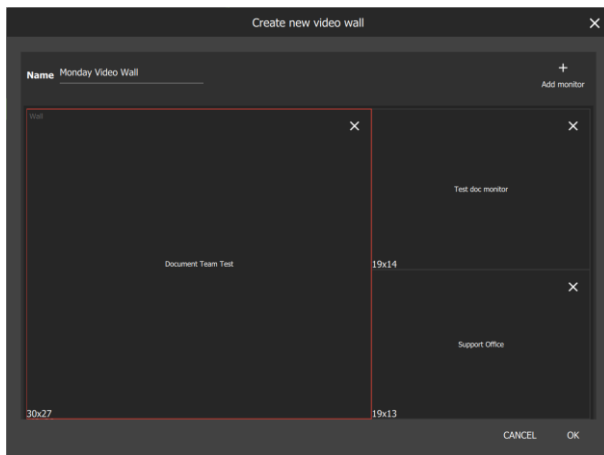 Create new video wall
Name Monday Video Wall
Add monitor
Wall
Test doc monitor
Document Team Test
19x14
Support Office
30x27
19x13
CANCEL OK